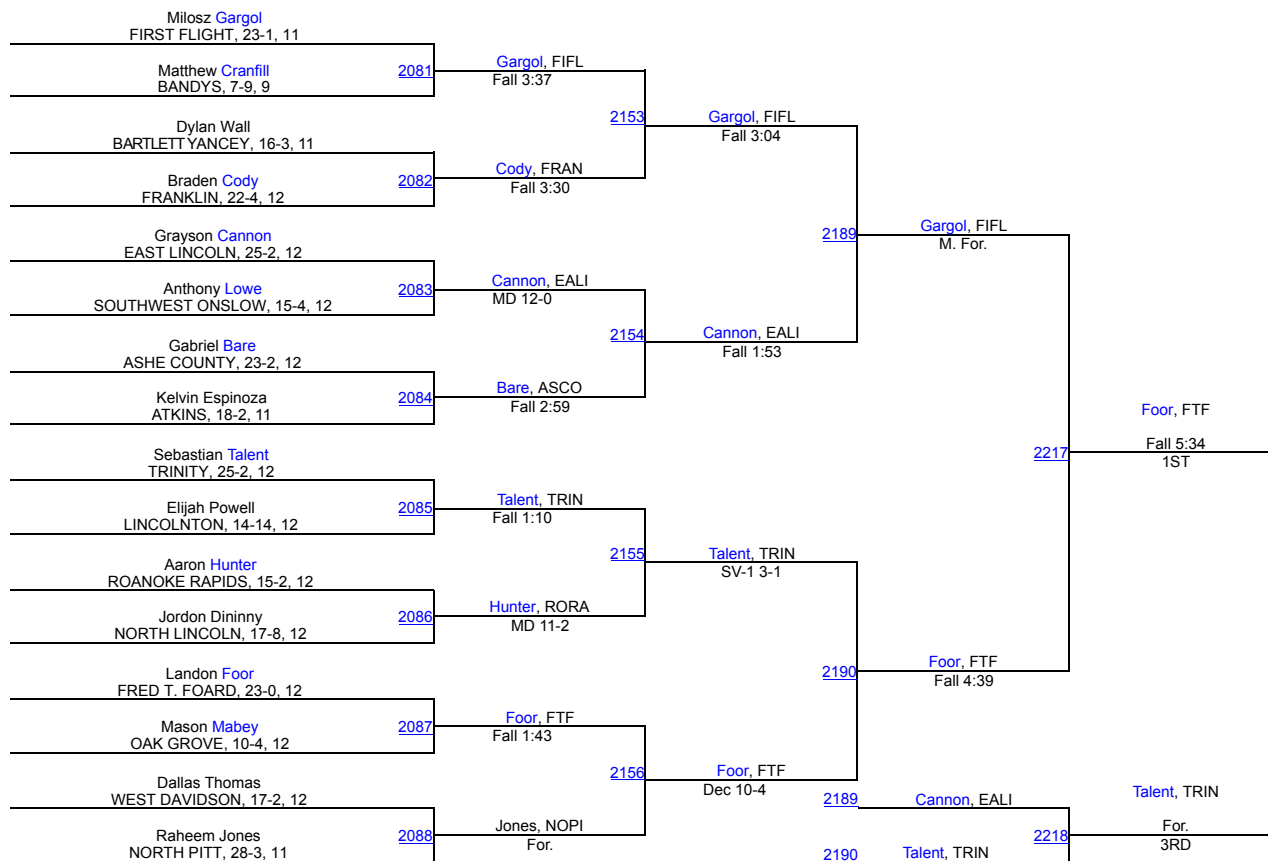 Milosz Gargol
FIRST FLIGHT, 23-1, 11
Matthew Cranfill
BANDYS, 7-9, 9
2081
Gargol, FIFL
Fall 3:37
Dylan Wall
BARTLETT YANCEY, 16-3, 11
Braden Cody
FRANKLIN, 22-4, 12
2082
Cody, FRAN
Fall 3:30
2153
Gargol, FIFL
Fall 3:04
Grayson Cannon
EAST LINCOLN, 25-2, 12
Anthony Lowe
SOUTHWEST ONSLOW, 15-4, 12
2083
Cannon, EALI
MD 12-0
Gabriel Bare
ASHE COUNTY, 23-2, 12
Kelvin Espinoza
ATKINS, 18-2, 11
2084
Bare, ASCO
Fall 2:59
2154
Cannon, EALI
Fall 1:53
2189
Gargol, FIFL
M. For.
Sebastian Talent
TRINITY, 25-2, 12
Elijah Powell
LINCOLNTON, 14-14, 12
2085
Talent, TRIN
Fall 1:10
Aaron Hunter
ROANOKE RAPIDS, 15-2, 12
Jordon Dininny
NORTH LINCOLN, 17-8, 12
2086
Hunter, RORA
MD 11-2
2155
Talent, TRIN
SV-1 3-1
Landon Foor
FRED T. FOARD, 23-0, 12
Mason Mabey
OAK GROVE, 10-4, 12
2087
Foor, FTF
Fall 1:43
Dallas Thomas
WEST DAVIDSON, 17-2, 12
Raheem Jones
NORTH PITT, 28-3, 11
2088
Jones, NOPI
For.
2156
Foor, FTF
Dec 10-4
2190
Foor, FTF
Fall 4:39
2217
Foor, FTF
Fall 5:34
1ST
2189
Cannon, EALI
2190
Talent, TRIN
2218
Talent, TRIN
For.
3RD